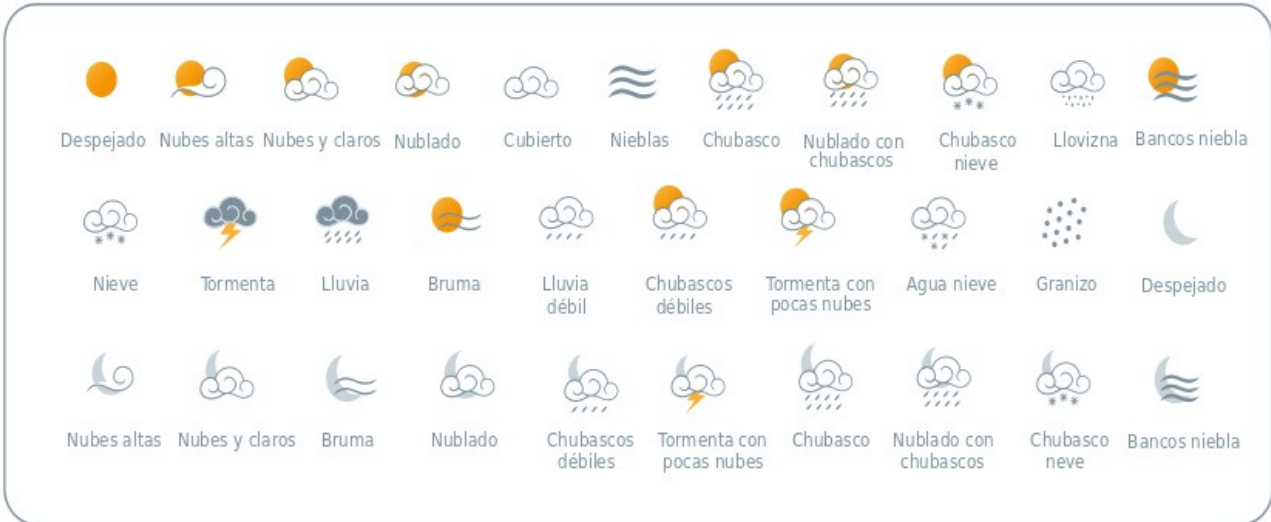 Despejado Nubes altas Nubes y claros Nublado Cubierto Nieblas Chubasco Nublado con chubascos Chubasco nieve Llovizna Bancos niebla
Nieve Tormenta Lluvia Bruma Lluvia débil Chubascos débiles Tormenta con pocas nubes Agua nieve Granizo Despejado
Nubes altas Nubes y claros Bruma Nublado Chubascos débiles Tormenta con pocas nubes Chubasco Nublado con chubascos Chubasco neve Bancos niebla